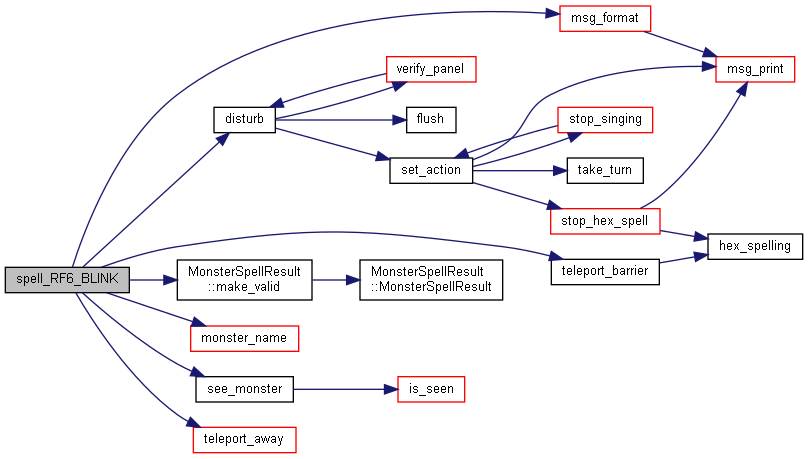 msg_format
verify_panel
msg_print
disturb
flush
stop_singing
set_action
take_turn
stop_hex_spell
hex_spelling
spell_RF6_BLINK
MonsterSpellResult
::make_valid
MonsterSpellResult
::MonsterSpellResult
teleport_barrier
monster_name
see_monster
is_seen
teleport_away